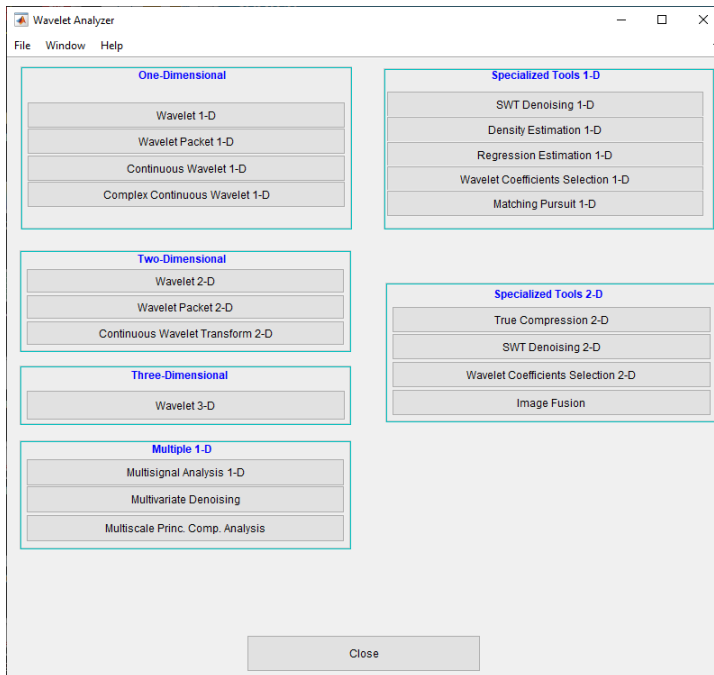 Wavelet Analyzer
File Window Help
One-Dimensional
Wavelet 1-D
Wavelet Packet 1-D
Continuous Wavelet 1-D
Complex Continuous Wavelet 1-D
Two-Dimensional
Wavelet 2-D
Wavelet Packet 2-D
Continuous Wavelet Transform 2-D
Three-Dimensional
Wavelet 3-D
Multiple 1-D
Multisignal Analysis 1-D
Multivariate Denoising
Multiscale Princ. Comp. Analysis
Specialized Tools 1-D
SWT Denoising 1-D
Density Estimation 1-D
Regression Estimation 1-D
Wavelet Coefficients Selection 1-D
Matching Pursuit 1-D
Specialized Tools 2-D
True Compression 2-D
SWT Denoising 2-D
Wavelet Coefficients Selection 2-D
Image Fusion
Close